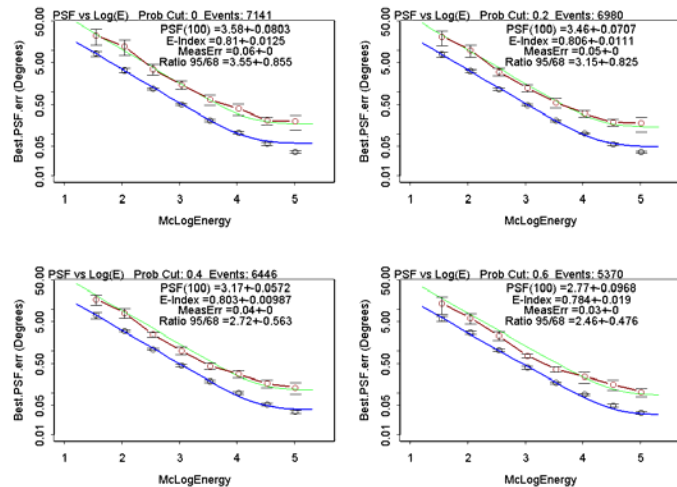 PSF vs Log(E) Prob Cut: 0 Events: 7141
PSF(100) =3.58+-0.0803
E-Index =0.81+-0.0125
MeasErr =0.06+-0
Ratio 95/68 =3.55+-0.855
Best.PSF.err (Degrees)
50.00
5.00
0.50
0.05
0.01
1 2 3 4 5
McLogEnergy
PSF vs Log(E) Prob Cut: 0.2 Events: 6980
PSF(100) =3.46+-0.0707
E-Index =0.806+-0.0111
MeasErr =0.05+-0
Ratio 95/68 =3.15+-0.825
Best.PSF.err (Degrees)
50.00
5.00
0.50
0.05
0.01
1 2 3 4 5
McLogEnergy
PSF vs Log(E) Prob Cut: 0.4 Events: 6446
PSF(100) =3.17+-0.0572
E-Index =0.803+-0.00987
MeasErr =0.04+-0
Ratio 95/68 =2.72+-0.563
Best.PSF.err (Degrees)
50.00
5.00
0.50
0.05
0.01
1 2 3 4 5
McLogEnergy
PSF vs Log(E) Prob Cut: 0.6 Events: 5370
PSF(100) =2.77+-0.0968
E-Index =0.784+-0.019
MeasErr =0.03+-0
Ratio 95/68 =2.46+-0.476
Best.PSF.err (Degrees)
50.00
5.00
0.50
0.05
0.01
1 2 3 4 5
McLogEnergy